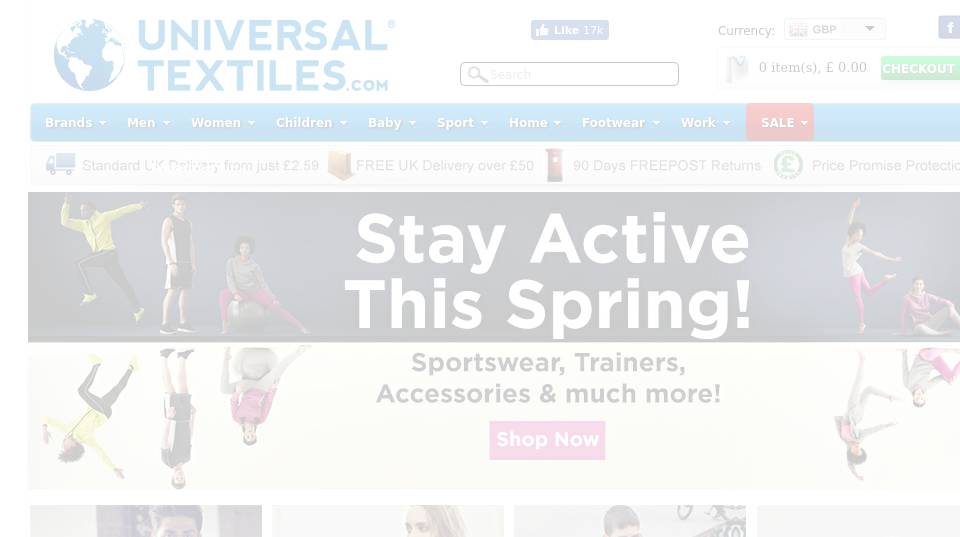 UNIVERSAL®
TEXTILES.COM
Like 17k
Currency: GBP
f
Search
0 item(s), £ 0.00
CHECKOUT
Brands Men Women Children Baby Sport Home Footwear Work SALE
Standard UK Delivery from just £2.59 FREE UK Delivery over £50 90 Days FREEPOST Returns £ Price Promise Protectio
Stay Active
This Spring!
Sportswear, Trainers,
Accessories & much more!
Shop Now